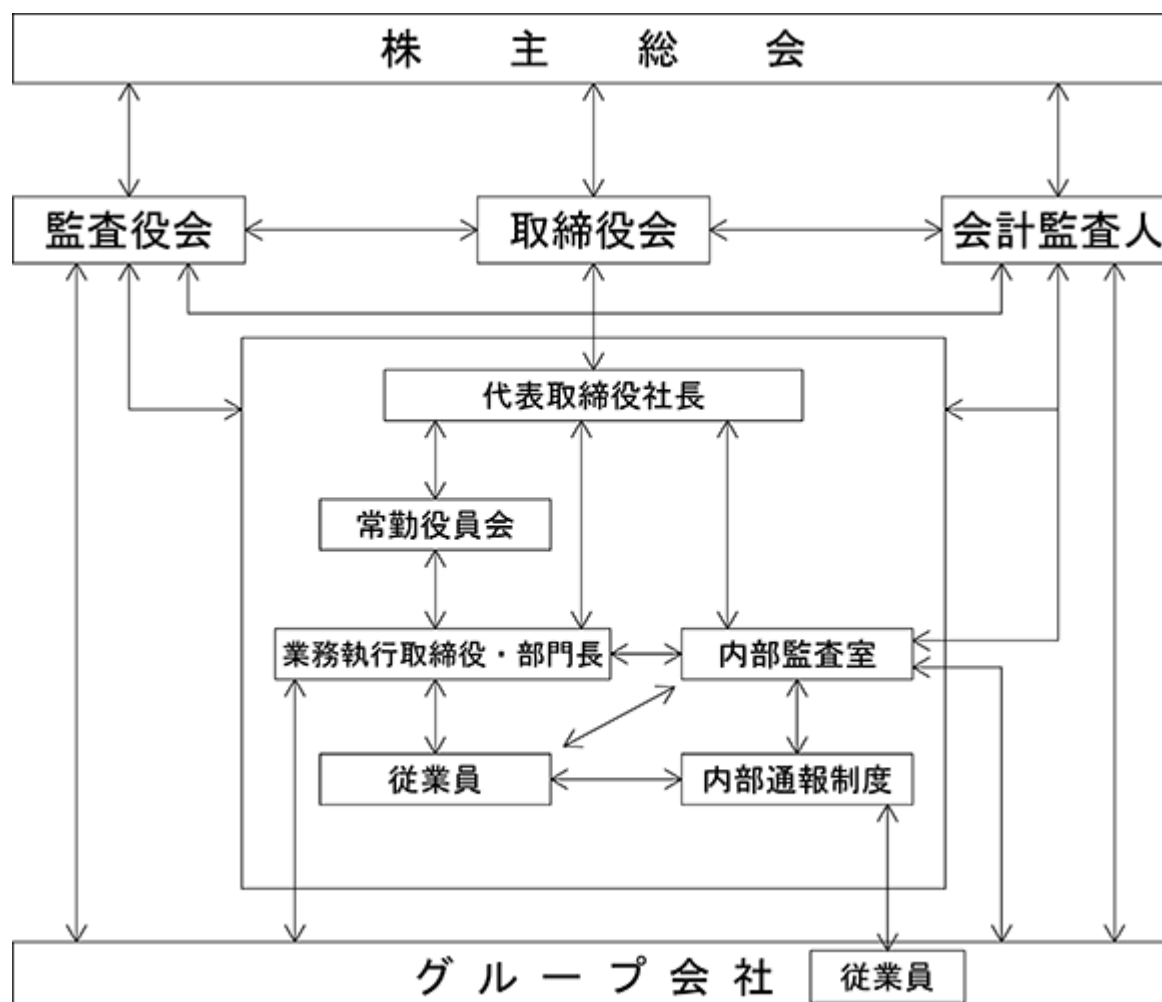 株主総会
監査役会
取締役会
会計監査人
代表取締役社長
常勤役員会
業務執行取締役・部門長
内部監査室
従業員
内部通報制度
グループ会社
従業員